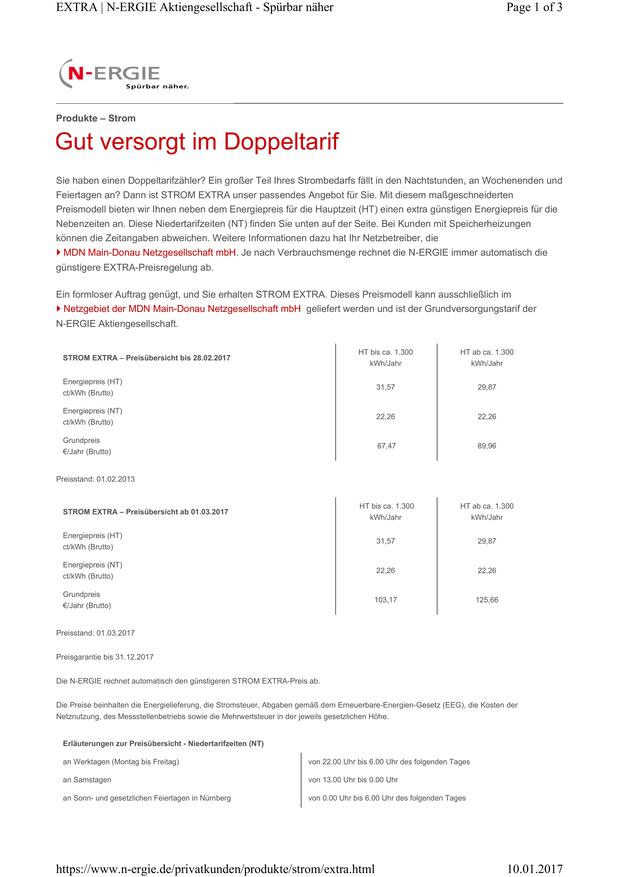 EXTRA | N-ERGIE Aktiengesellschaft - Spürbar näher Page 1 of 3
N-ERGIE
Spürbar näher.
Produkte – Strom
Gut versorgt im Doppeltarif
Sie haben einen Doppeltarifzähler? Ein großer Teil Ihres Strombedarfs fällt in den Nachtstunden, an Wochenenden und
Feiertagen an? Dann ist STROM EXTRA unser passendes Angebot für Sie. Mit diesem maßgeschneiderten
Preismodell bieten wir Ihnen neben dem Energiepreis für die Hauptzeit (HT) einen extra günstigen Energiepreis für die
Nebenzeiten an. Diese Niedertarifzeiten (NT) finden Sie unten auf der Seite. Bei Kunden mit Speicherheizungen
können die Zeitangaben abweichen. Weitere Informationen dazu hat Ihr Netzbetreiber, die
MDN Main-Donau Netzgesellschaft mbH. Je nach Verbrauchsmenge rechnet die N-ERGIE immer automatisch die
günstigere EXTRA-Preisregelung ab.
Ein formloser Auftrag genügt, und Sie erhalten STROM EXTRA. Dieses Preismodell kann ausschließlich im
Netzgebiet der MDN Main-Donau Netzgesellschaft mbH geliefert werden und ist der Grundversorgungstarif der
N-ERGIE Aktiengesellschaft.
STROM EXTRA – Preisübersicht bis 28.02.2017
HT bis ca. 1.300
kWh/Jahr
HT ab ca. 1.300
kWh/Jahr
Energiepreis (HT)
ct/kWh (Brutto)
31,57 29,87
Energiepreis (NT)
ct/kWh (Brutto)
22,26 22,26
Grundpreis
€/Jahr (Brutto)
67,47 89,96
Preisstand: 01.02.2013
STROM EXTRA – Preisübersicht ab 01.03.2017
HT bis ca. 1.300
kWh/Jahr
HT ab ca. 1.300
kWh/Jahr
Energiepreis (HT)
ct/kWh (Brutto)
31,57 29,87
Energiepreis (NT)
ct/kWh (Brutto)
22,26 22,26
Grundpreis
€/Jahr (Brutto)
103,17 125,66
Preisstand: 01.03.2017
Preisgarantie bis 31.12.2017
Die N-ERGIE rechnet automatisch den günstigeren STROM EXTRA-Preis ab.
Die Preise beinhalten die Energielieferung, die Stromsteuer, Abgaben gemäß dem Erneuerbare-Energien-Gesetz (EEG), die Kosten der
Netznutzung, des Messstellenbetriebs sowie die Mehrwertsteuer in der jeweils gesetzlichen Höhe.
Erläuterungen zur Preisübersicht - Niedertarifzeiten (NT)
an Werktagen (Montag bis Freitag) von 22.00 Uhr bis 6.00 Uhr des folgenden Tages
an Samstagen von 13.00 Uhr bis 0.00 Uhr
an Sonn- und gesetzlichen Feiertagen in Nürnberg von 0.00 Uhr bis 6.00 Uhr des folgenden Tages
https://www.n-ergie.de/privatkunden/produkte/strom/extra.html 10.01.2017